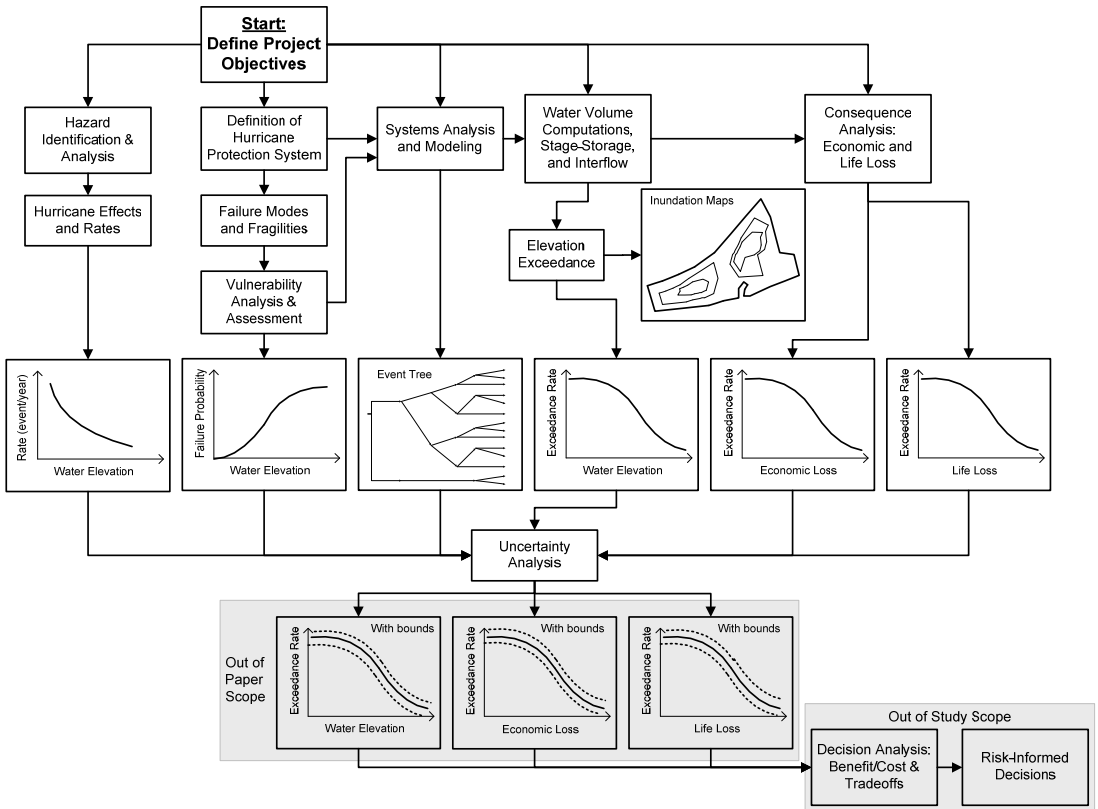 Start:
Define Project
Objectives
Hazard
Identification &
Analysis
Definition of
Hurricane
Protection System
Systems Analysis
and Modeling
Water Volume
Computations,
Stage-Storage,
and Interflow
Consequence
Analysis:
Economic and
Life Loss
Hurricane Effects
and Rates
Failure Modes
and Fragilities
Elevation
Exceedance
Inundation Maps
Vulnerability
Analysis &
Assessment
Rate (event/year)
Water Elevation
Failure Probability
Water Elevation
Event Tree
Exceedance Rate
Water Elevation
Exceedance Rate
Economic Loss
Exceedance Rate
Life Loss
Uncertainty
Analysis
Out of
Paper
Scope
With bounds
Exceedance Rate
Water Elevation
With bounds
Exceedance Rate
Economic Loss
With bounds
Exceedance Rate
Life Loss
Out of Study Scope
Decision Analysis:
Benefit/Cost &
Tradeoffs
Risk-Informed
Decisions